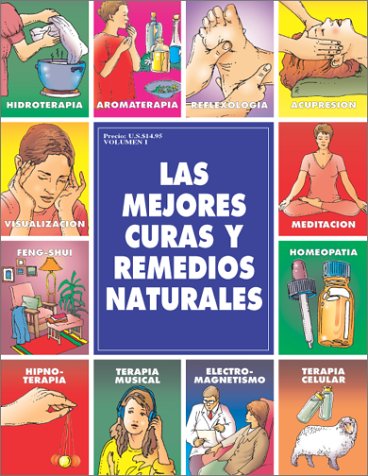 HIDROTERAPIA
AROMATERAPIA
REFLEXOLOGIA
ACUPRESION
Precio: U.S.$14.95
VOLUMEN I
LAS
MEJORES
CURAS Y
REMEDIOS
NATURALES
VISUALIZACION
MEDITACION
FENG-SHUI
HOMEOPATIA
HIPNO-
TERAPIA
TERAPIA
MUSICAL
ELECTRO-
MAGNETISMO
TERAPIA
CELULAR